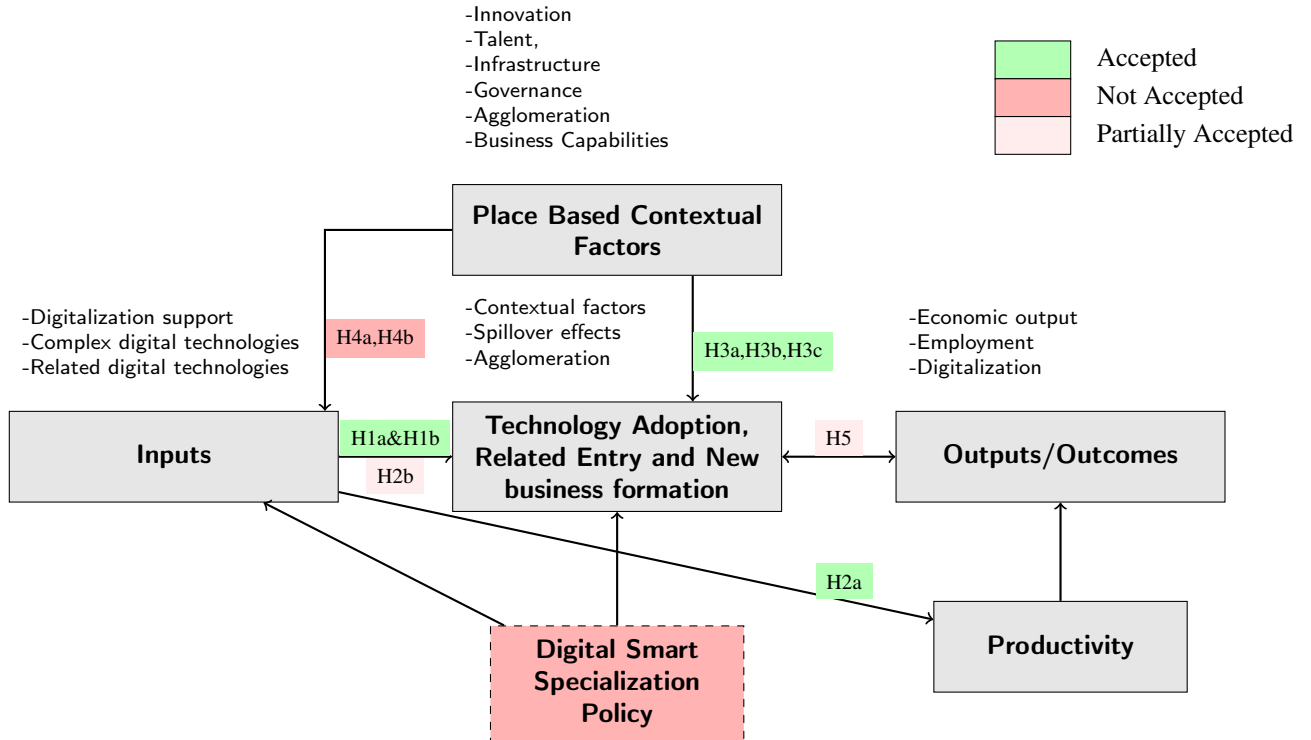 -Innovation
-Talent,
-Infrastructure
-Governance
-Agglomeration
-Business Capabilities
Accepted
Not Accepted
Partially Accepted
Place Based Contextual
Factors
-Digitalization support
-Complex digital technologies
-Related digital technologies
H4a,H4b
-Contextual factors
-Spillover effects
-Agglomeration
H3a,H3b,H3c
-Economic output
-Employment
-Digitalization
Inputs
H1a&H1b
H2b
Technology Adoption,
Related Entry and New
business formation
H5
Outputs/Outcomes
H2a
Digital Smart
Specialization
Policy
Productivity